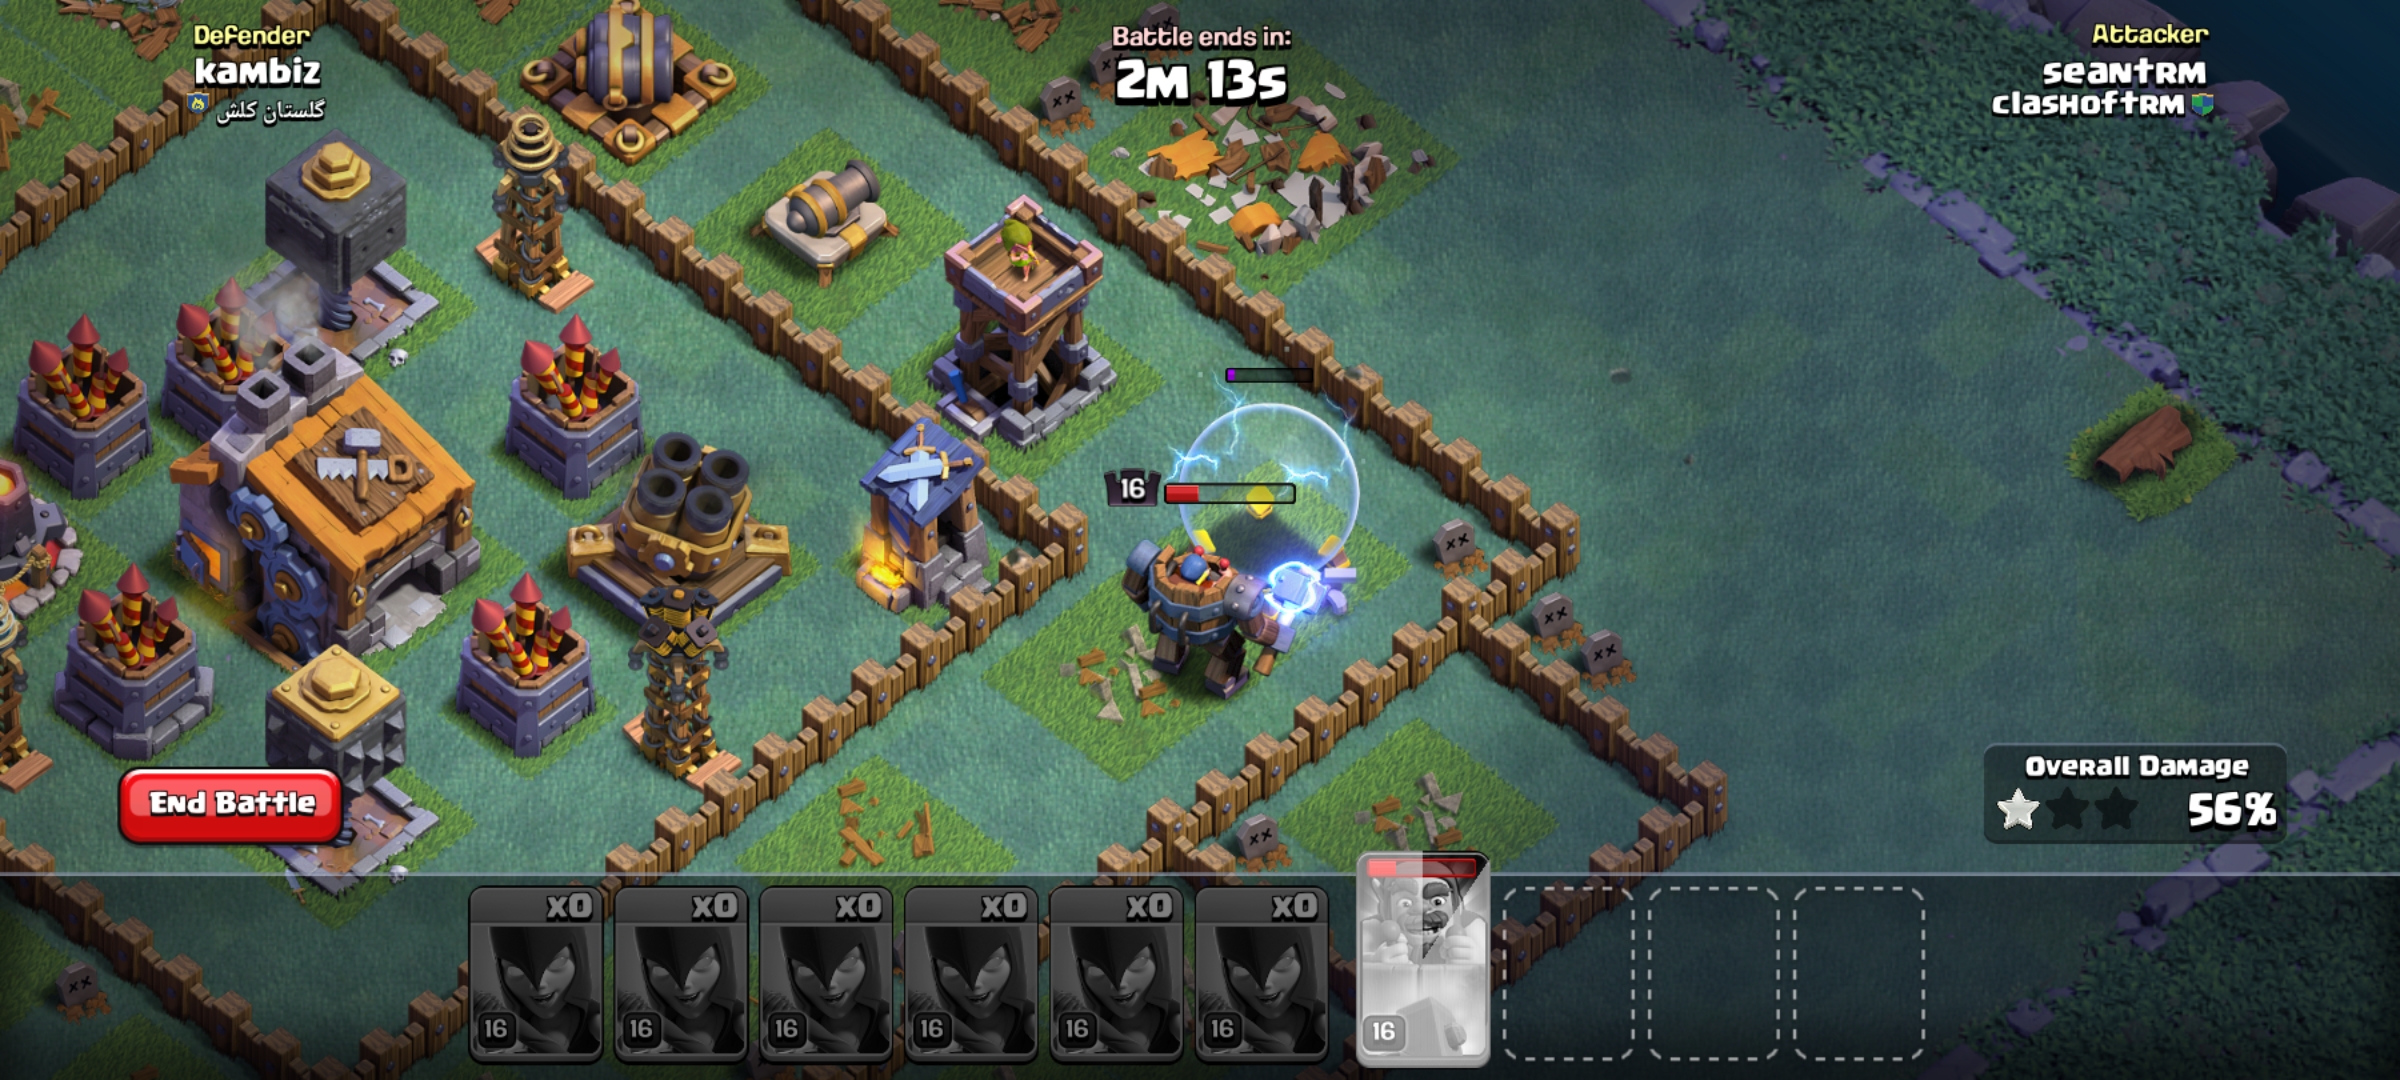 Defender
kambiz
گلستان کلش
Battle ends in:
2M 13s
Attacker
seantRM
clashoftRM
16
End Battle
Overall Damage
56%
x0
x0
x0
x0
x0
x0
16
16
16
16
16
16
16